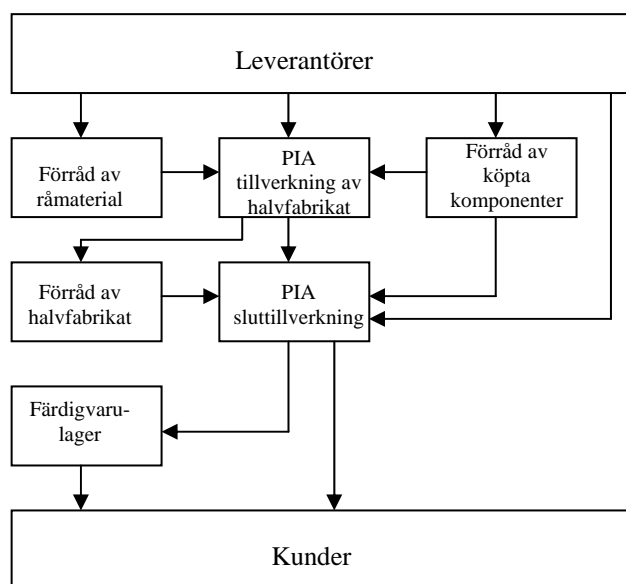 Leverantörer
Förråd av
råmaterial
PIA
tillverkning av
halvfabrikat
Förråd av
köpta
komponenter
Förråd av
halvfabrikat
PIA
sluttillverkning
Färdigvaru-
lager
Kunder